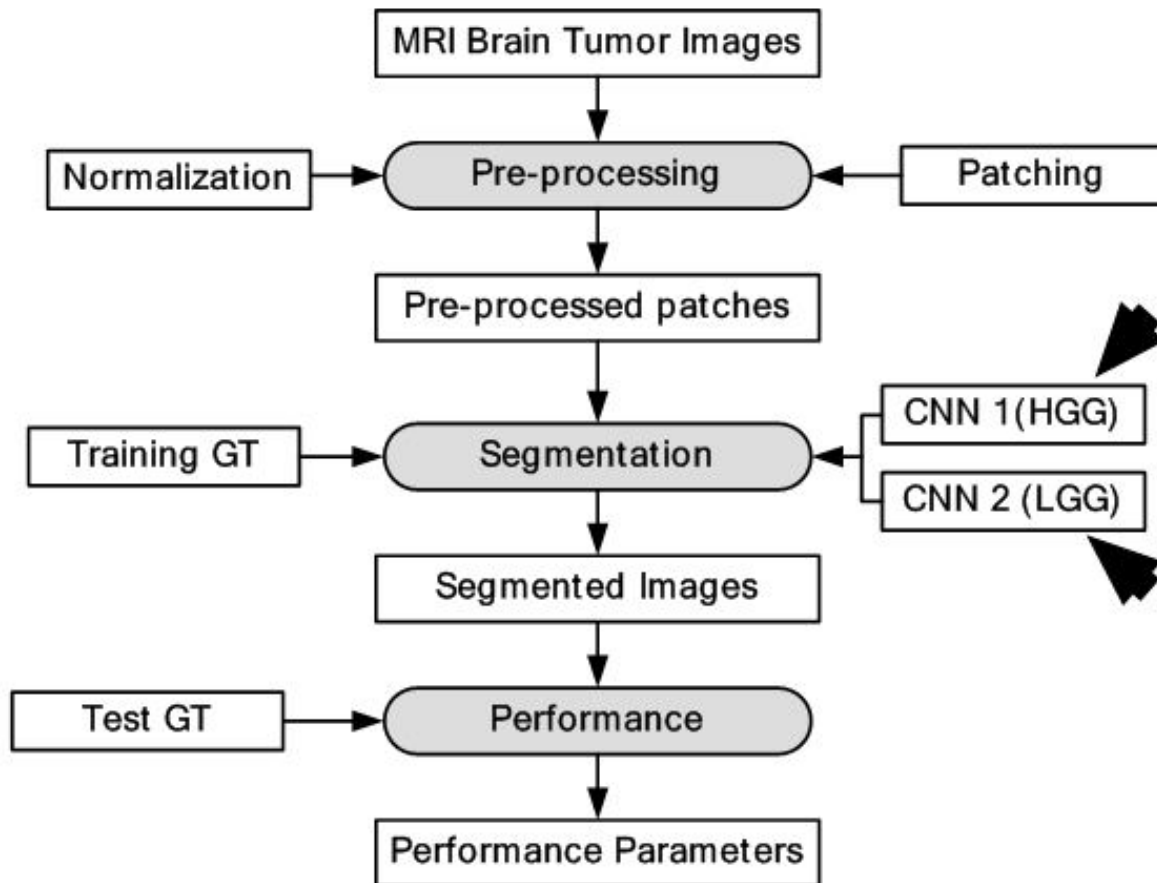 MRI Brain Tumor Images
Normalization
Pre-processing
Patching
Pre-processed patches
CNN 1(HGG)
Training GT
Segmentation
CNN 2 (LGG)
Segmented Images
Test GT
Performance
Performance Parameters